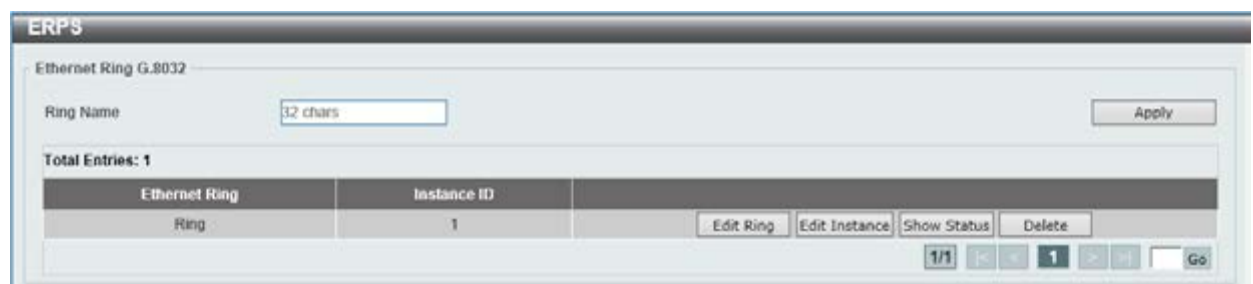 ERPS
Ethernet Ring G.8032
Ring Name 32 chars Apply
Total Entries: 1
Ethernet Ring Instance ID
Ring 1 Edit Ring Edit Instance Show Status Delete
1/1 |< < 1 > >| Go